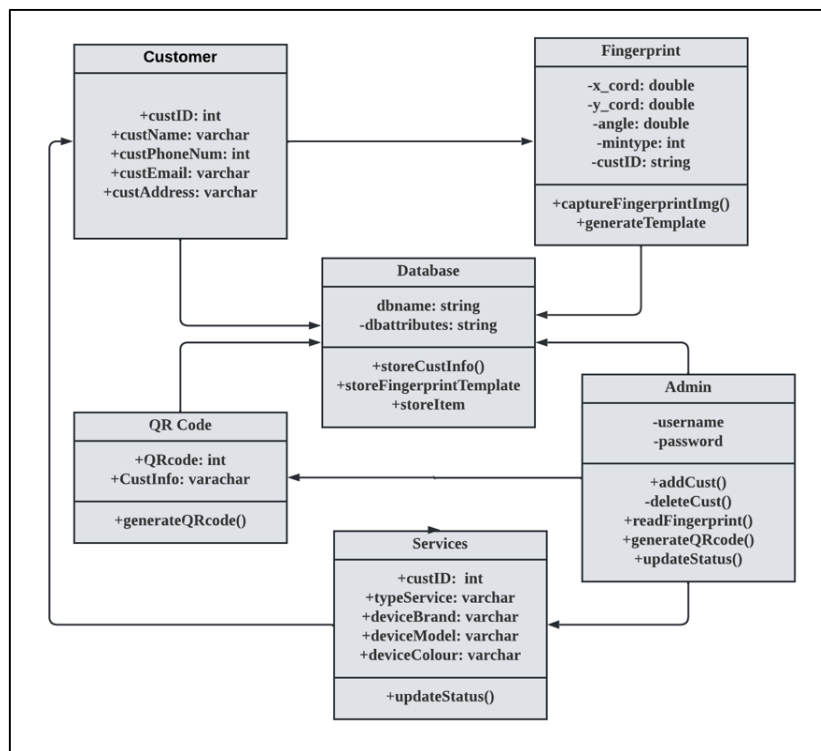 Customer
+custID: int
+custName: varchar
+custPhoneNum: int
+custEmail: varchar
+custAddress: varchar
Fingerprint
-x_cord: double
-y_cord: double
-angle: double
-mintype: int
-custID: string
+captureFingerprintImg()
+generateTemplate
Database
dbname: string
-dbattributes: string
+storeCustInfo()
+storeFingerprintTemplate
+storeItem
Admin
-username
-password
+addCust()
-deleteCust()
+readFingerprint()
+generateQRcode()
+updateStatus()
QR Code
+QRcode: int
+CustInfo: varachar
+generateQRcode()
Services
+custID:  int
+typeService: varchar
+deviceBrand: varchar
+deviceModel: varchar
+deviceColour: varchar
+updateStatus()